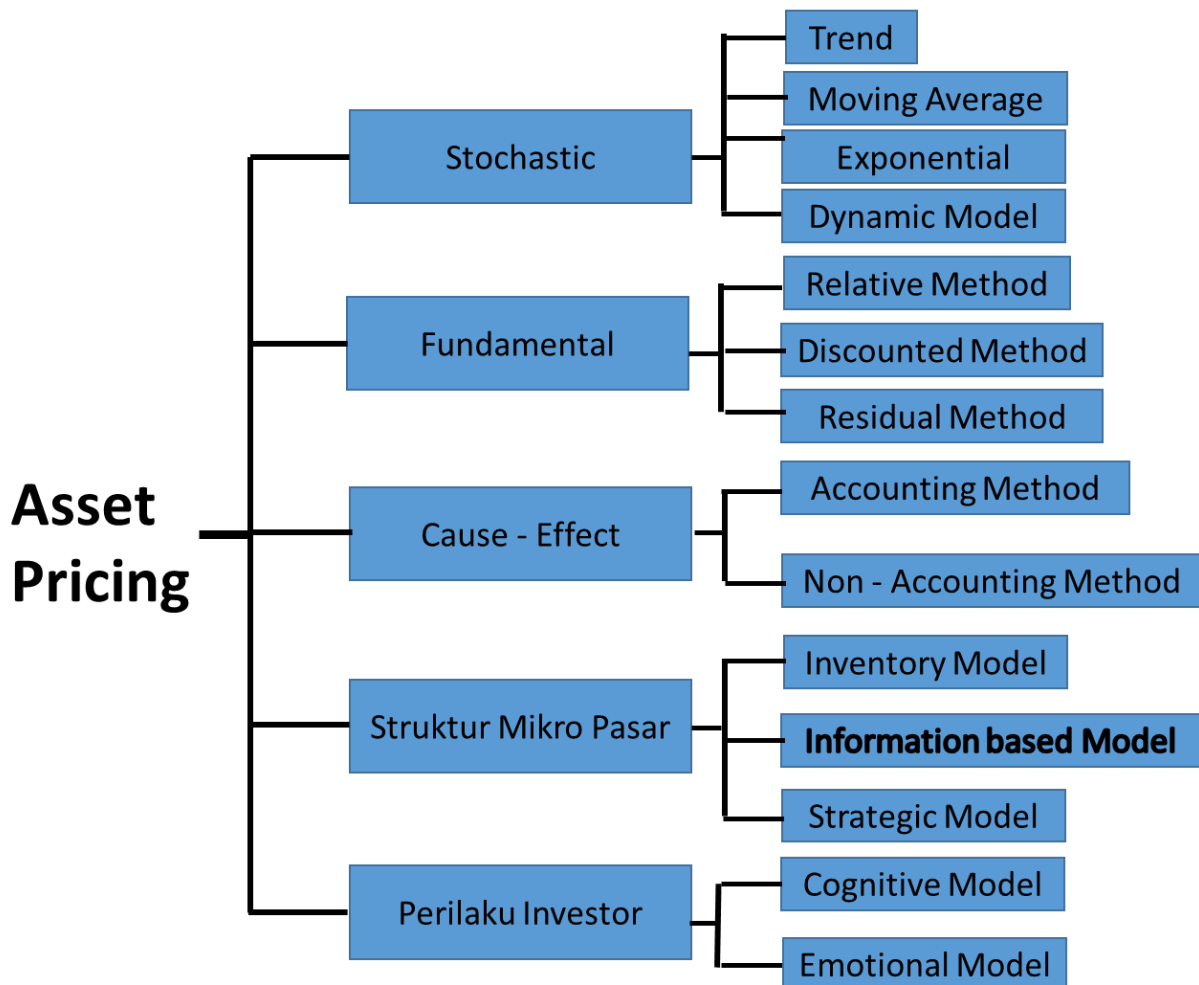 Asset
Pricing
Stochastic
Trend
Moving Average
Exponential
Dynamic Model
Fundamental
Relative Method
Discounted Method
Residual Method
Cause - Effect
Accounting Method
Non - Accounting Method
Struktur Mikro Pasar
Inventory Model
Information based Model
Strategic Model
Perilaku Investor
Cognitive Model
Emotional Model